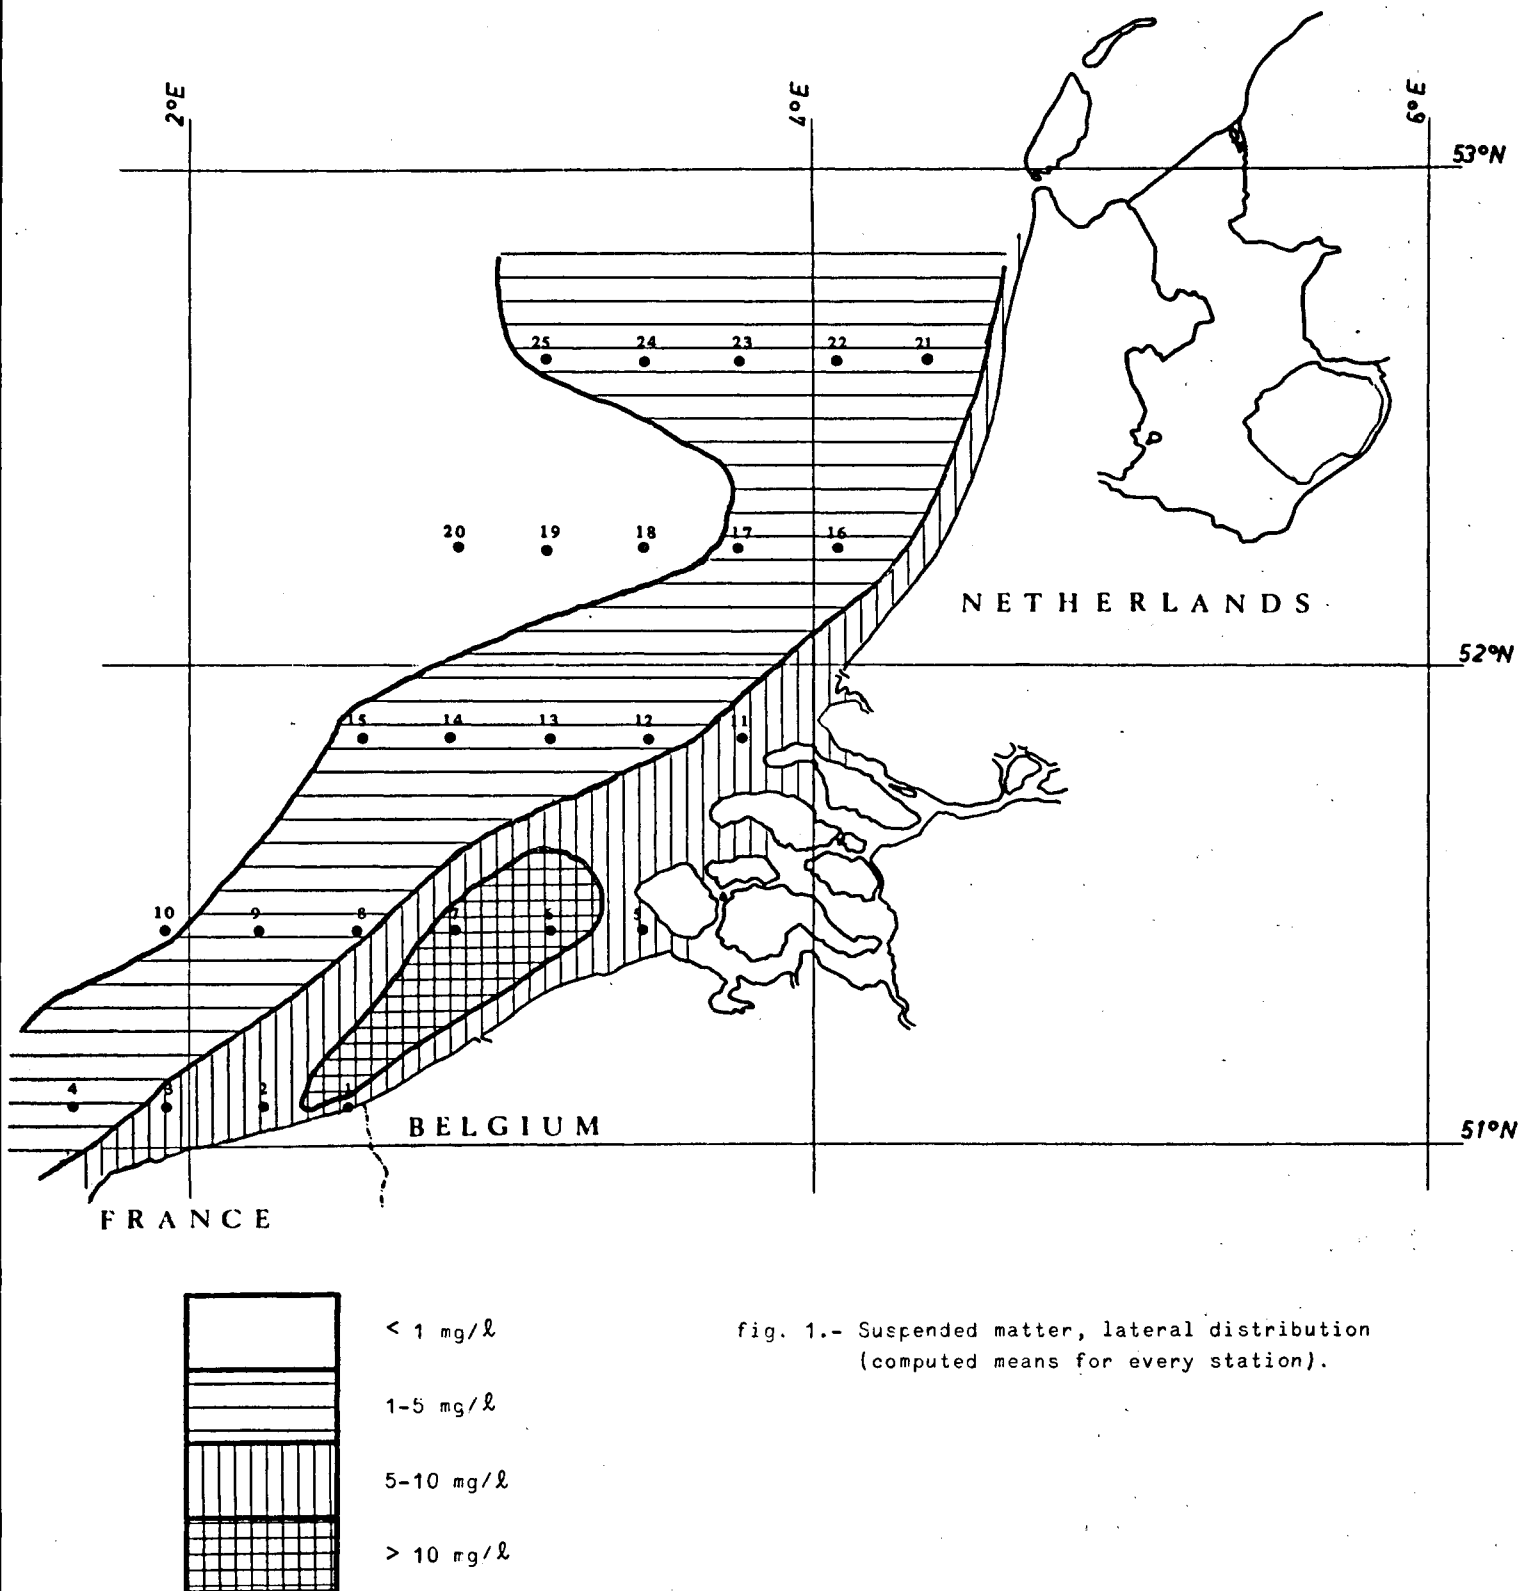 2°E
4°E
6°E
53°N
25
24
23
22
21
20
19
18
17
16
NETHERLANDS
52°N
15
14
13
12
11
10
9
8
7
6
5
4
3
2
1
BELGIUM
51°N
FRANCE
< 1 mg/ℓ
1-5 mg/ℓ
5-10 mg/ℓ
> 10 mg/ℓ
fig. 1.- Suspended matter, lateral distribution
(computed means for every station).